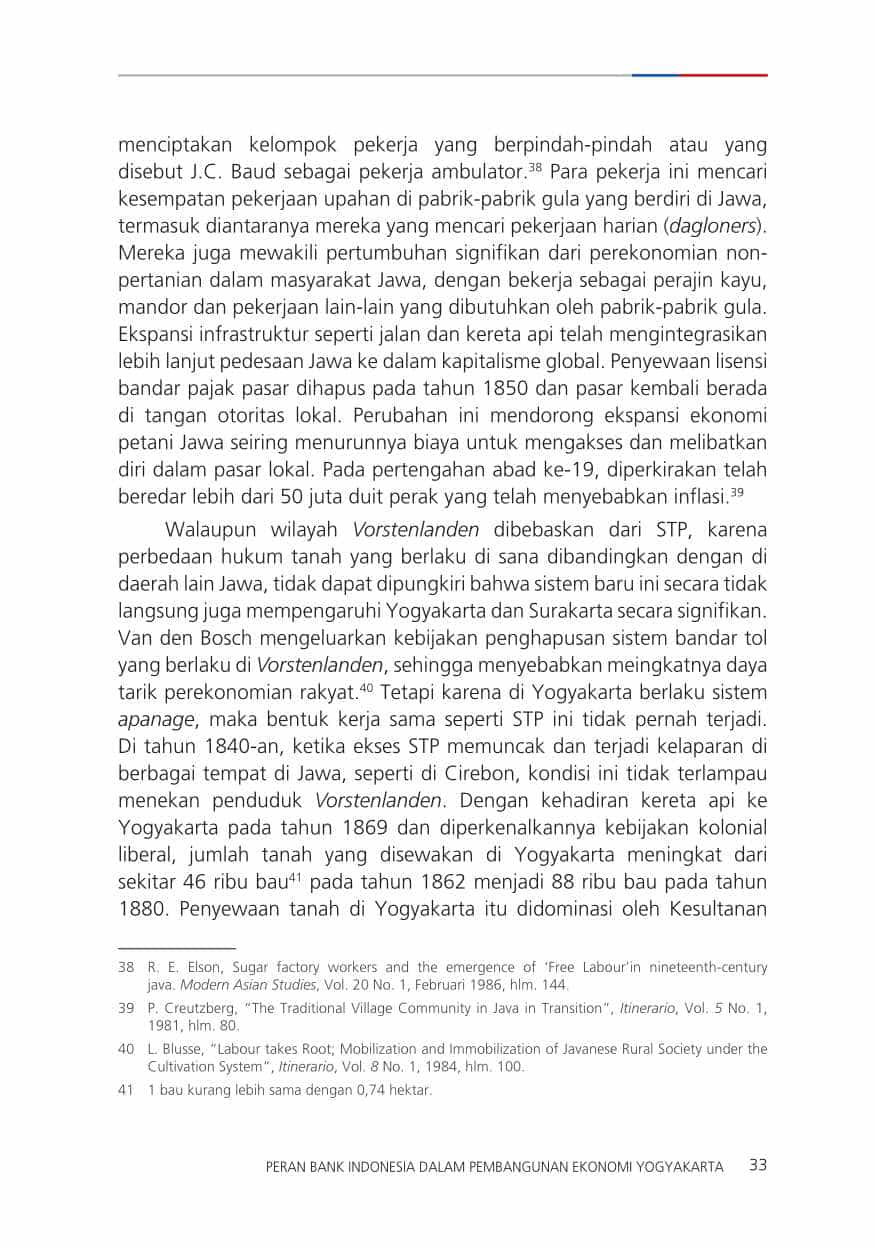 menciptakan kelompok pekerja yang berpindah-pindah atau yang
disebut J.C. Baud sebagai pekerja ambulator.38 Para pekerja ini mencari
kesempatan pekerjaan upahan di pabrik-pabrik gula yang berdiri di Jawa,
termasuk diantaranya mereka yang mencari pekerjaan harian (dagloners).
Mereka juga mewakili pertumbuhan signifikan dari perekonomian non-
pertanian dalam masyarakat Jawa, dengan bekerja sebagai perajin kayu,
mandor dan pekerjaan lain-lain yang dibutuhkan oleh pabrik-pabrik gula.
Ekspansi infrastruktur seperti jalan dan kereta api telah mengintegrasikan
lebih lanjut pedesaan Jawa ke dalam kapitalisme global. Penyewaan lisensi
bandar pajak pasar dihapus pada tahun 1850 dan pasar kembali berada
di tangan otoritas lokal. Perubahan ini mendorong ekspansi ekonomi
petani Jawa seiring menurunnya biaya untuk mengakses dan melibatkan
diri dalam pasar lokal. Pada pertengahan abad ke-19, diperkirakan telah
beredar lebih dari 50 juta duit perak yang telah menyebabkan inflasi.39
Walaupun wilayah Vorstenlanden dibebaskan dari STP, karena
perbedaan hukum tanah yang berlaku di sana dibandingkan dengan di
daerah lain Jawa, tidak dapat dipungkiri bahwa sistem baru ini secara tidak
langsung juga mempengaruhi Yogyakarta dan Surakarta secara signifikan.
Van den Bosch mengeluarkan kebijakan penghapusan sistem bandar tol
yang berlaku di Vorstenlanden, sehingga menyebabkan meingkatnya daya
tarik perekonomian rakyat.40 Tetapi karena di Yogyakarta berlaku sistem
apanage, maka bentuk kerja sama seperti STP ini tidak pernah terjadi.
Di tahun 1840-an, ketika ekses STP memuncak dan terjadi kelaparan di
berbagai tempat di Jawa, seperti di Cirebon, kondisi ini tidak terlampau
menekan penduduk Vorstenlanden. Dengan kehadiran kereta api ke
Yogyakarta pada tahun 1869 dan diperkenalkannya kebijakan kolonial
liberal, jumlah tanah yang disewakan di Yogyakarta meningkat dari
sekitar 46 ribu bau41 pada tahun 1862 menjadi 88 ribu bau pada tahun
1880. Penyewaan tanah di Yogyakarta itu didominasi oleh Kesultanan
38 R. E. Elson, Sugar factory workers and the emergence of ‘Free Labour’in nineteenth-century
java. Modern Asian Studies, Vol. 20 No. 1, Februari 1986, hlm. 144.
39 P. Creutzberg, “The Traditional Village Community in Java in Transition”, Itinerario, Vol. 5 No. 1,
1981, hlm. 80.
40 L. Blusse, “Labour takes Root; Mobilization and Immobilization of Javanese Rural Society under the
Cultivation System”, Itinerario, Vol. 8 No. 1, 1984, hlm. 100.
41 1 bau kurang lebih sama dengan 0,74 hektar.
PERAN BANK INDONESIA DALAM PEMBANGUNAN EKONOMI YOGYAKARTA 33